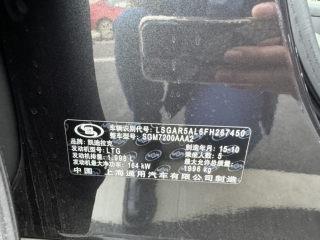 车辆识别代号: LSGAR5AL6FH267450
整车型号: SGM7200AAA2
品牌: 凯迪拉克
制造年月: 15-10
发动机型号: LTG
乘坐人数: 5
发动机排量: 1.998 L
最大允许总质量:
发动机最大净功率: 164 kW
1996 kg
中国 上海通用汽车有限公司制造